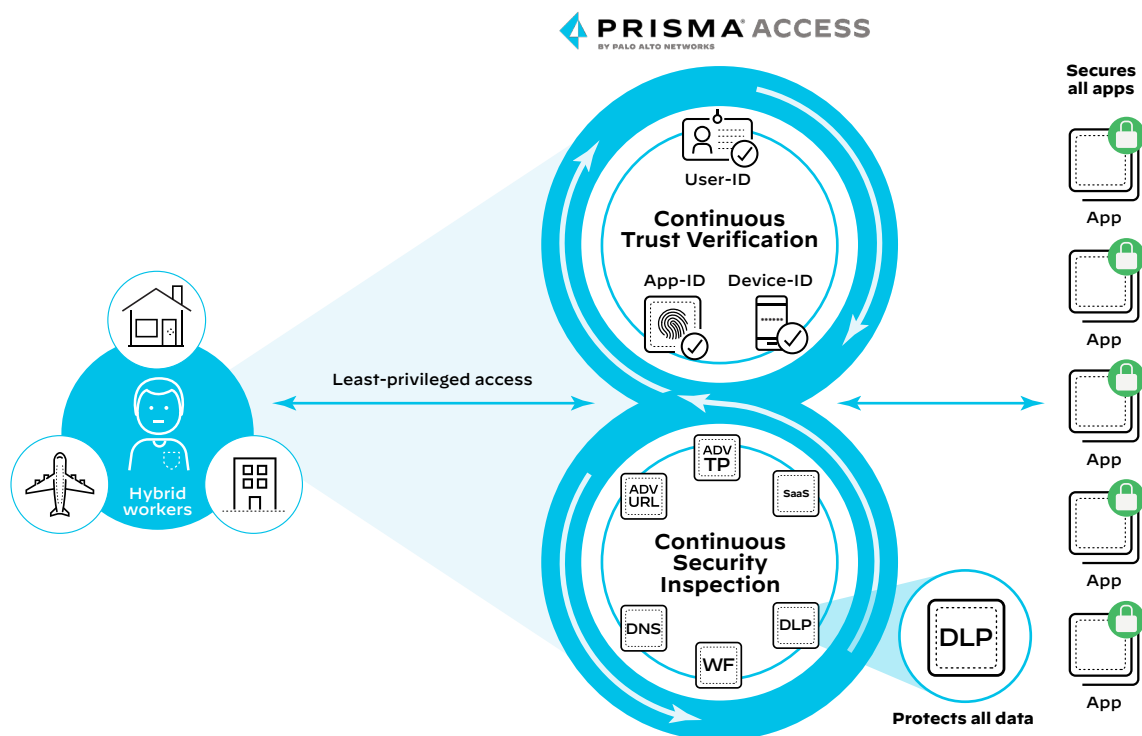 PRISMA® ACCESS
BY PALO ALTO NETWORKS
Secures
all apps
App
App
App
App
App
User-ID
Continuous
Trust Verification
App-ID
Device-ID
Least-privileged access
Hybrid
workers
ADV
TP
ADV
URL
SaaS
Continuous
Security
Inspection
DNS
DLP
WF
DLP
Protects all data